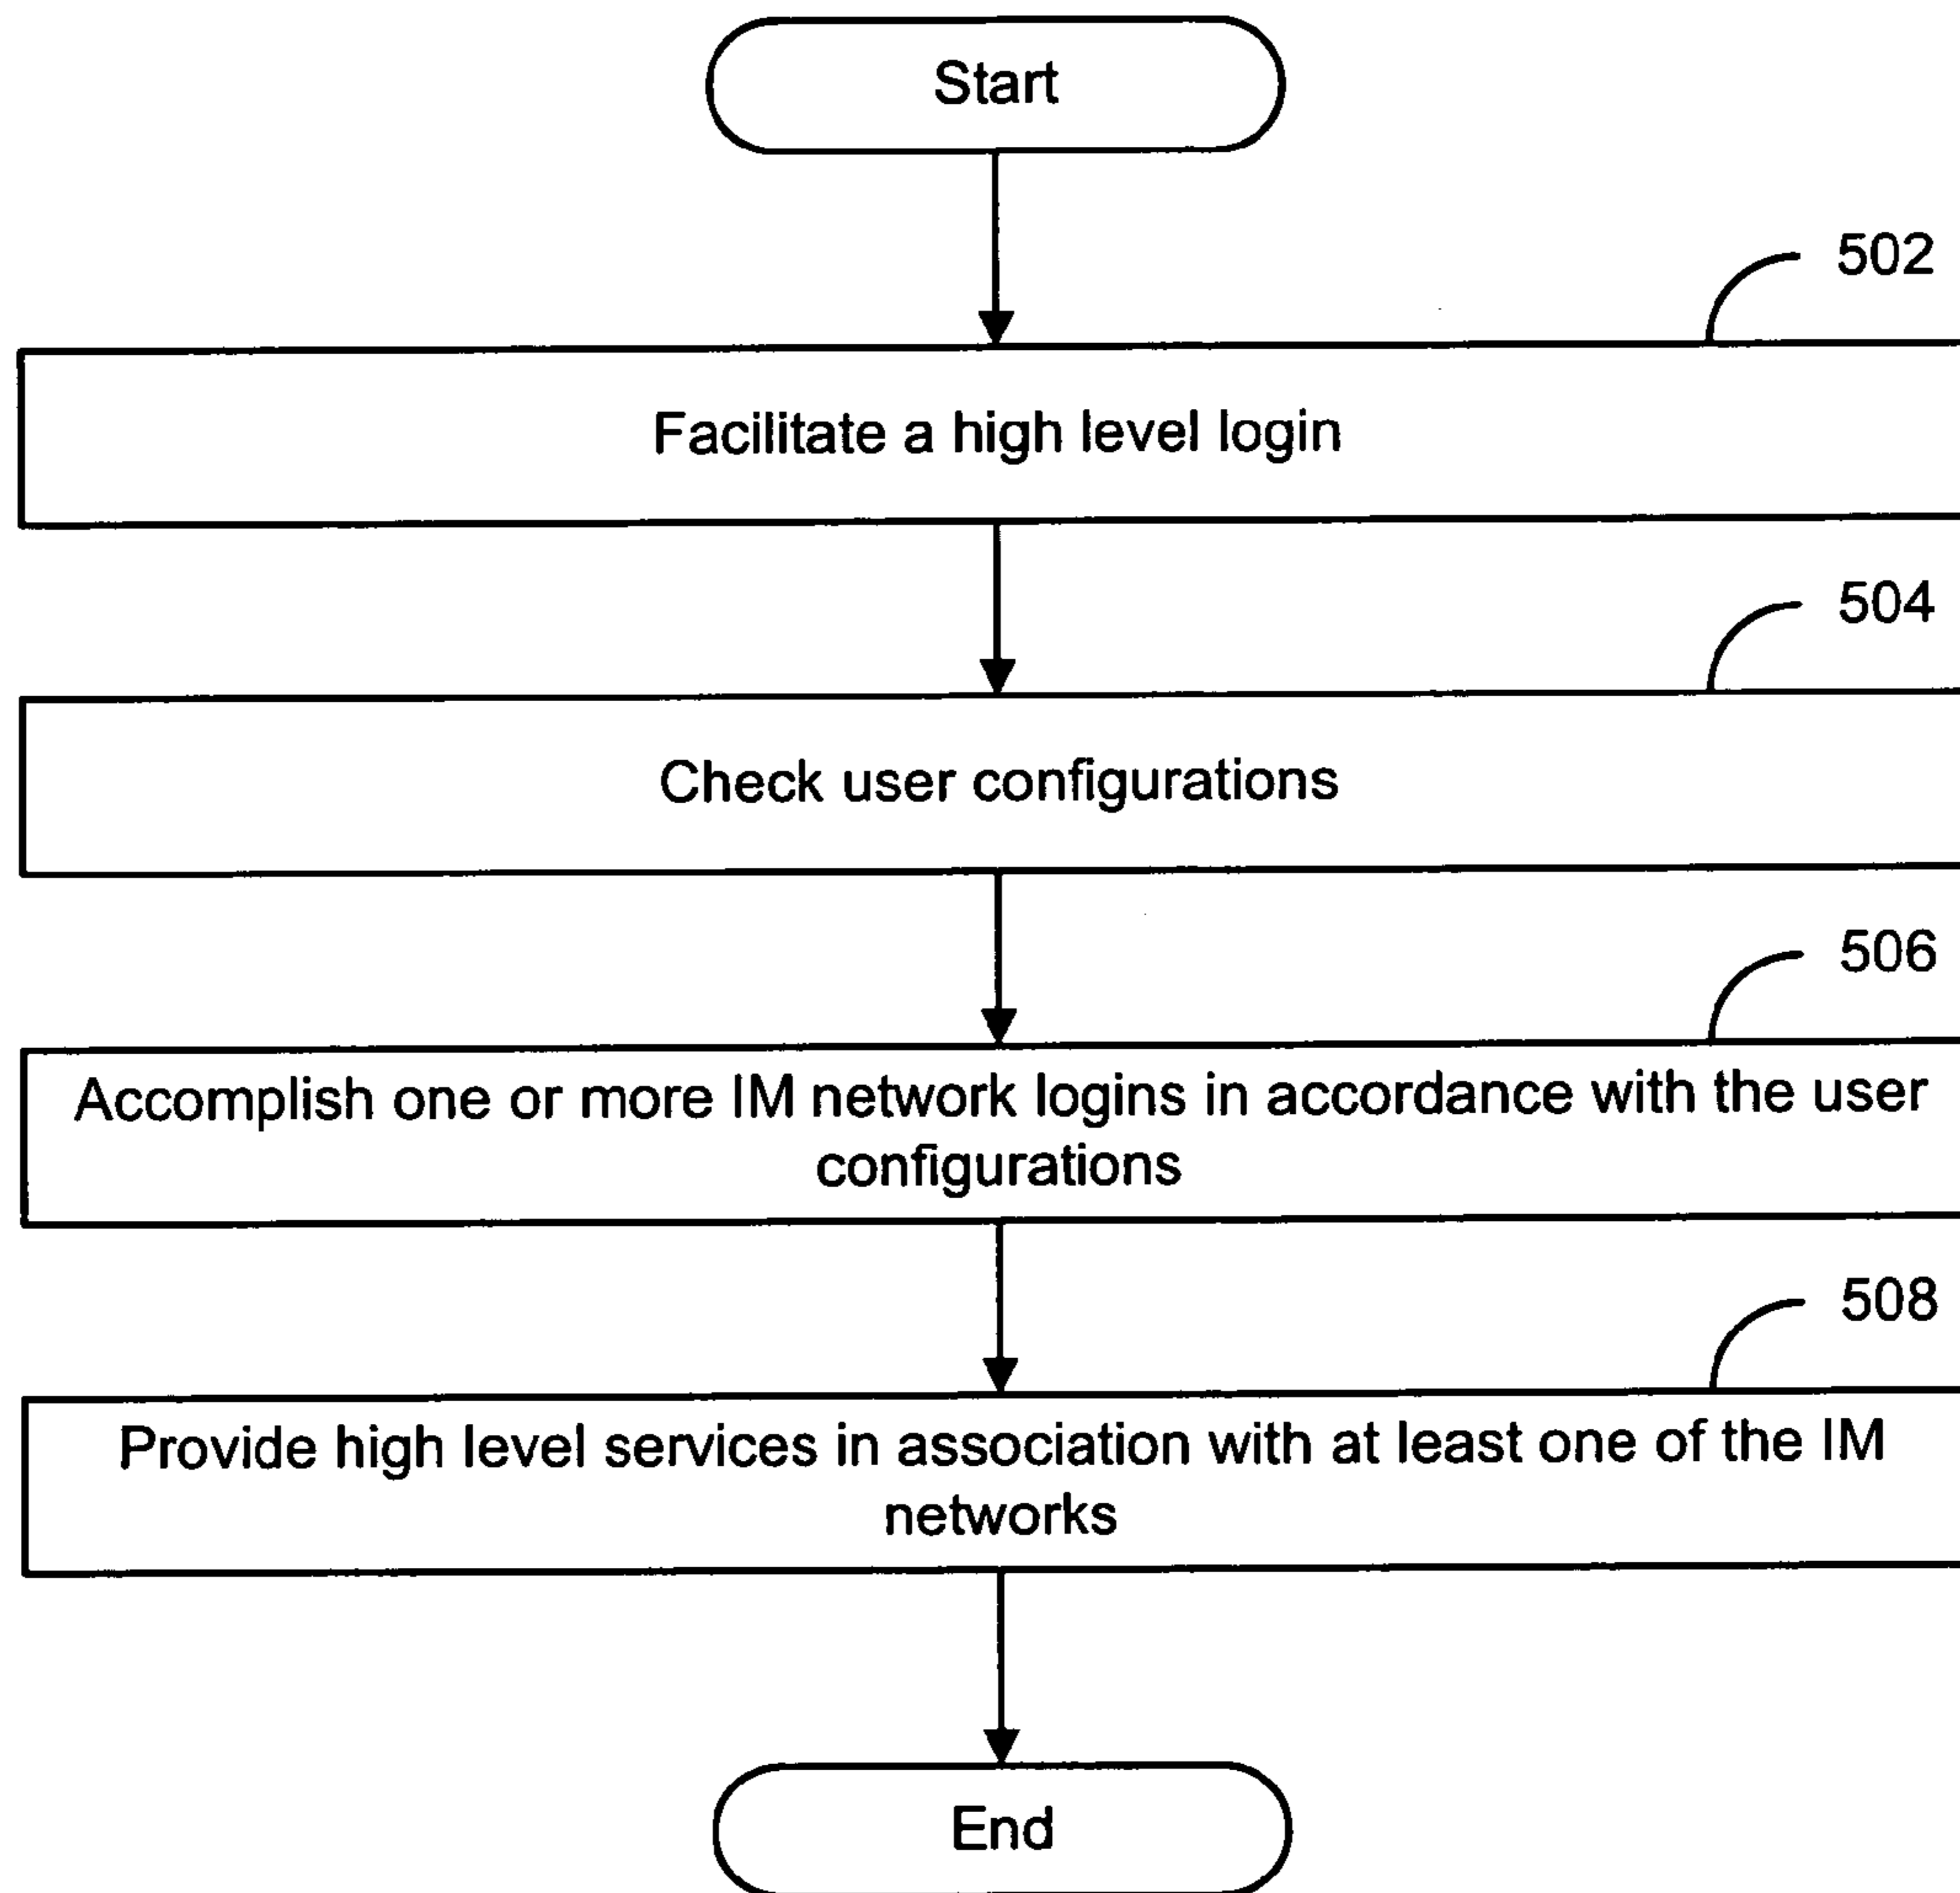 Start
502
Facilitate a high level login
504
Check user configurations
506
Accomplish one or more IM network logins in accordance with the user
configurations
508
Provide high level services in association with at least one of the IM
networks
End